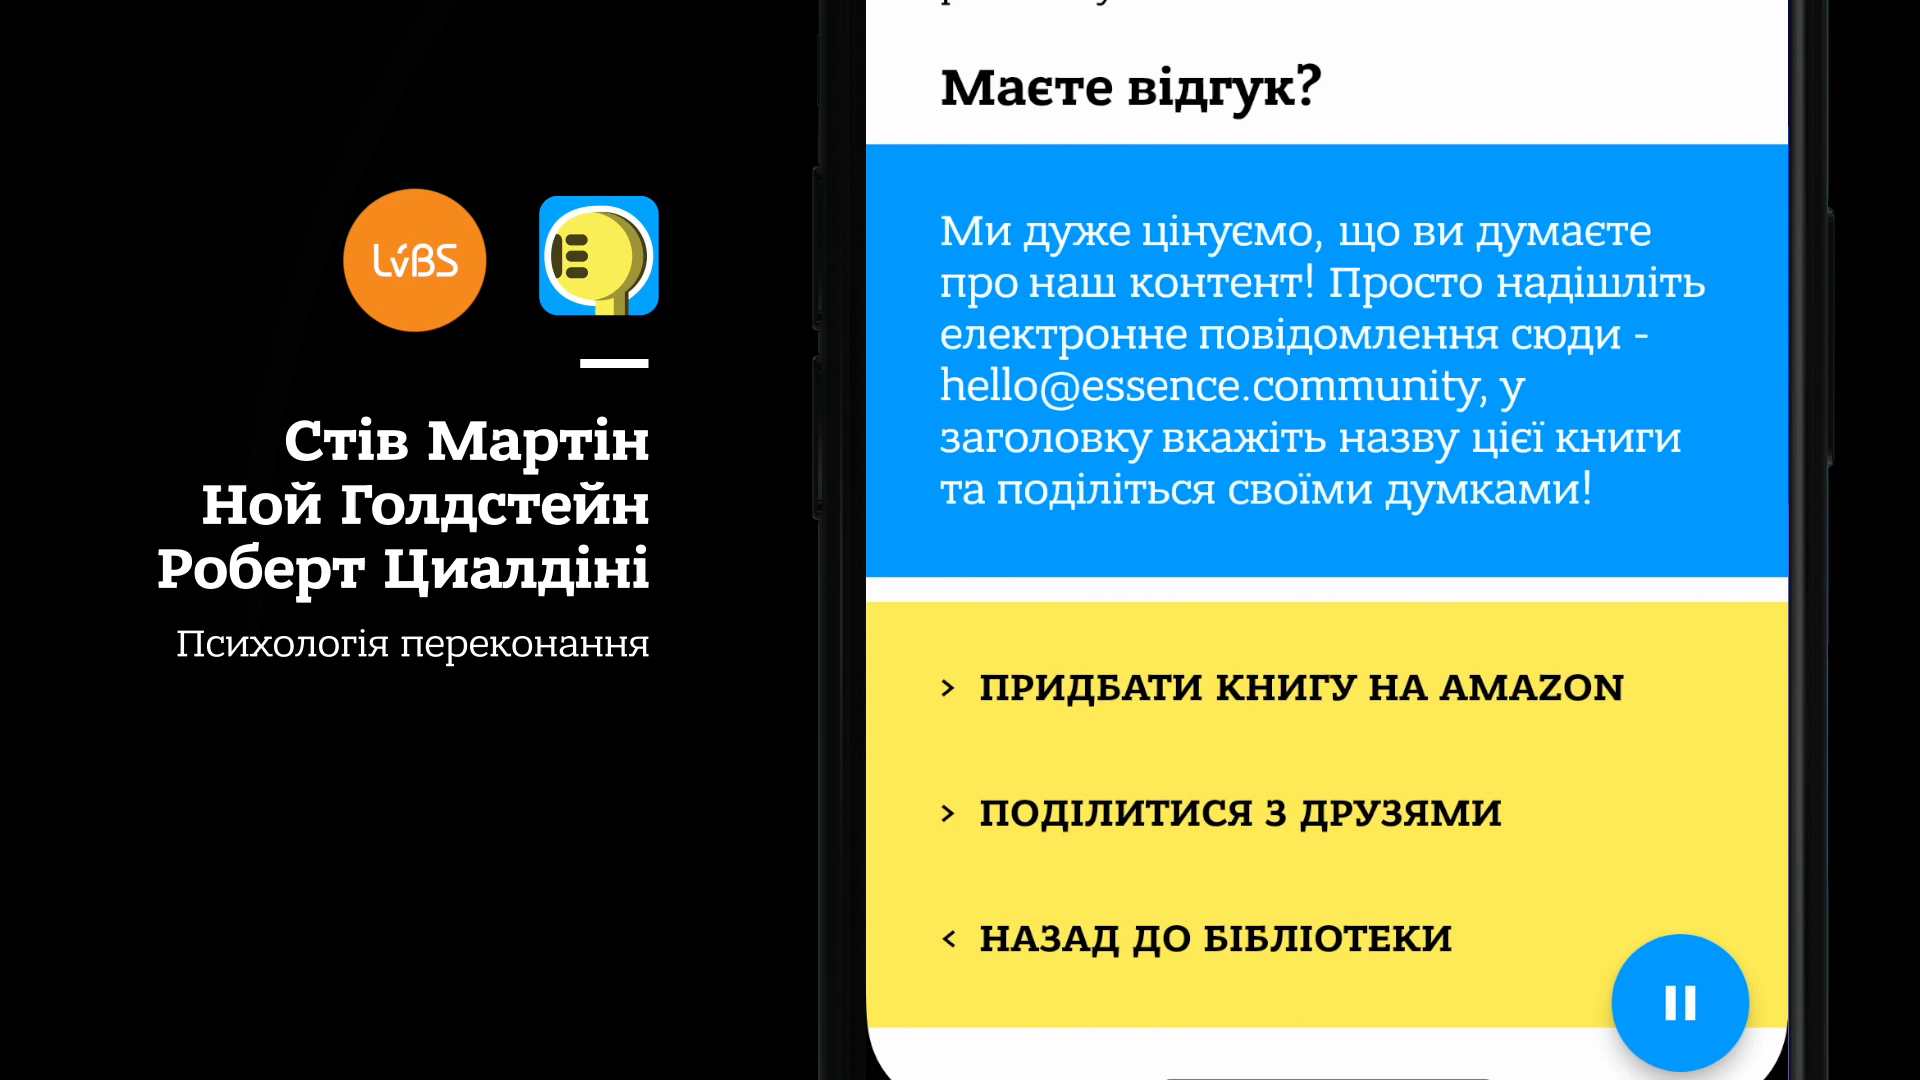 LvBS
Стів Мартін
Ной Голдстейн
Роберт Циалдіні
Психологія переконання
Маєте відгук?
Ми дуже цінуємо, що ви думаєте
про наш контент! Просто надішліть
електронне повідомлення сюди -
hello@essence.community, у
заголовку вкажіть назву цієї книги
та поділіться своїми думками!
> ПРИДБАТИ КНИГУ НА AMAZON
> ПОДІЛИТИСЯ З ДРУЗЯМИ
< НАЗАД ДО БІБЛІОТЕКИ